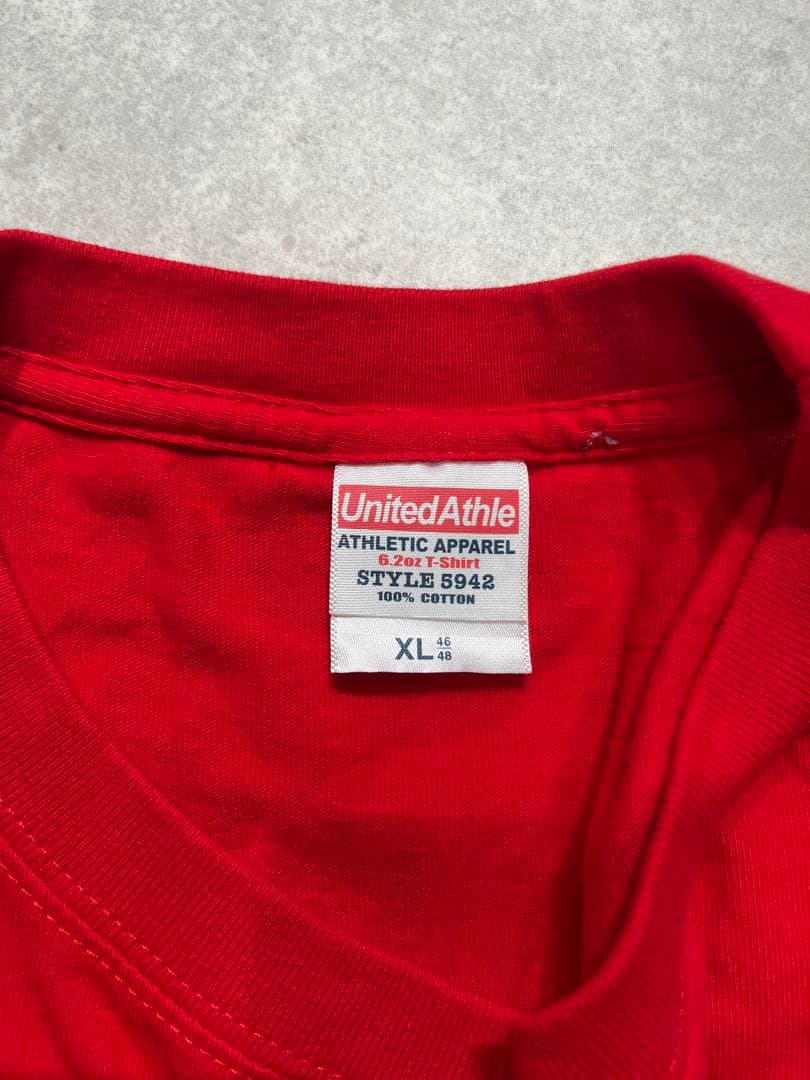 UnitedAthle
ATHLETIC APPAREL
6.2oz T-Shirt
STYLE 5942
100% COTTON
XL 46/48